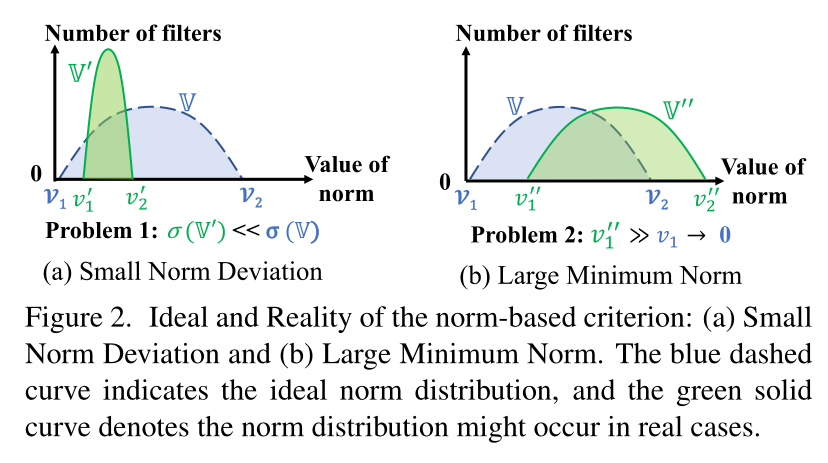 Number of filters
𝕍′
𝕍
0
Value of
norm
𝒱₁ v₁′ v₂′ 𝒱₂
Problem 1: σ(𝕍′) << σ (𝕍)
(a) Small Norm Deviation
Number of filters
𝕍
𝕍′′
0
Value of
norm
𝒱₁ v₁′′ 𝒱₂ v₂′′
Problem 2: v₁′′ ≫ v₁ → 0
(b) Large Minimum Norm
Figure 2. Ideal and Reality of the norm-based criterion: (a) Small
Norm Deviation and (b) Large Minimum Norm. The blue dashed
curve indicates the ideal norm distribution, and the green solid
curve denotes the norm distribution might occur in real cases.